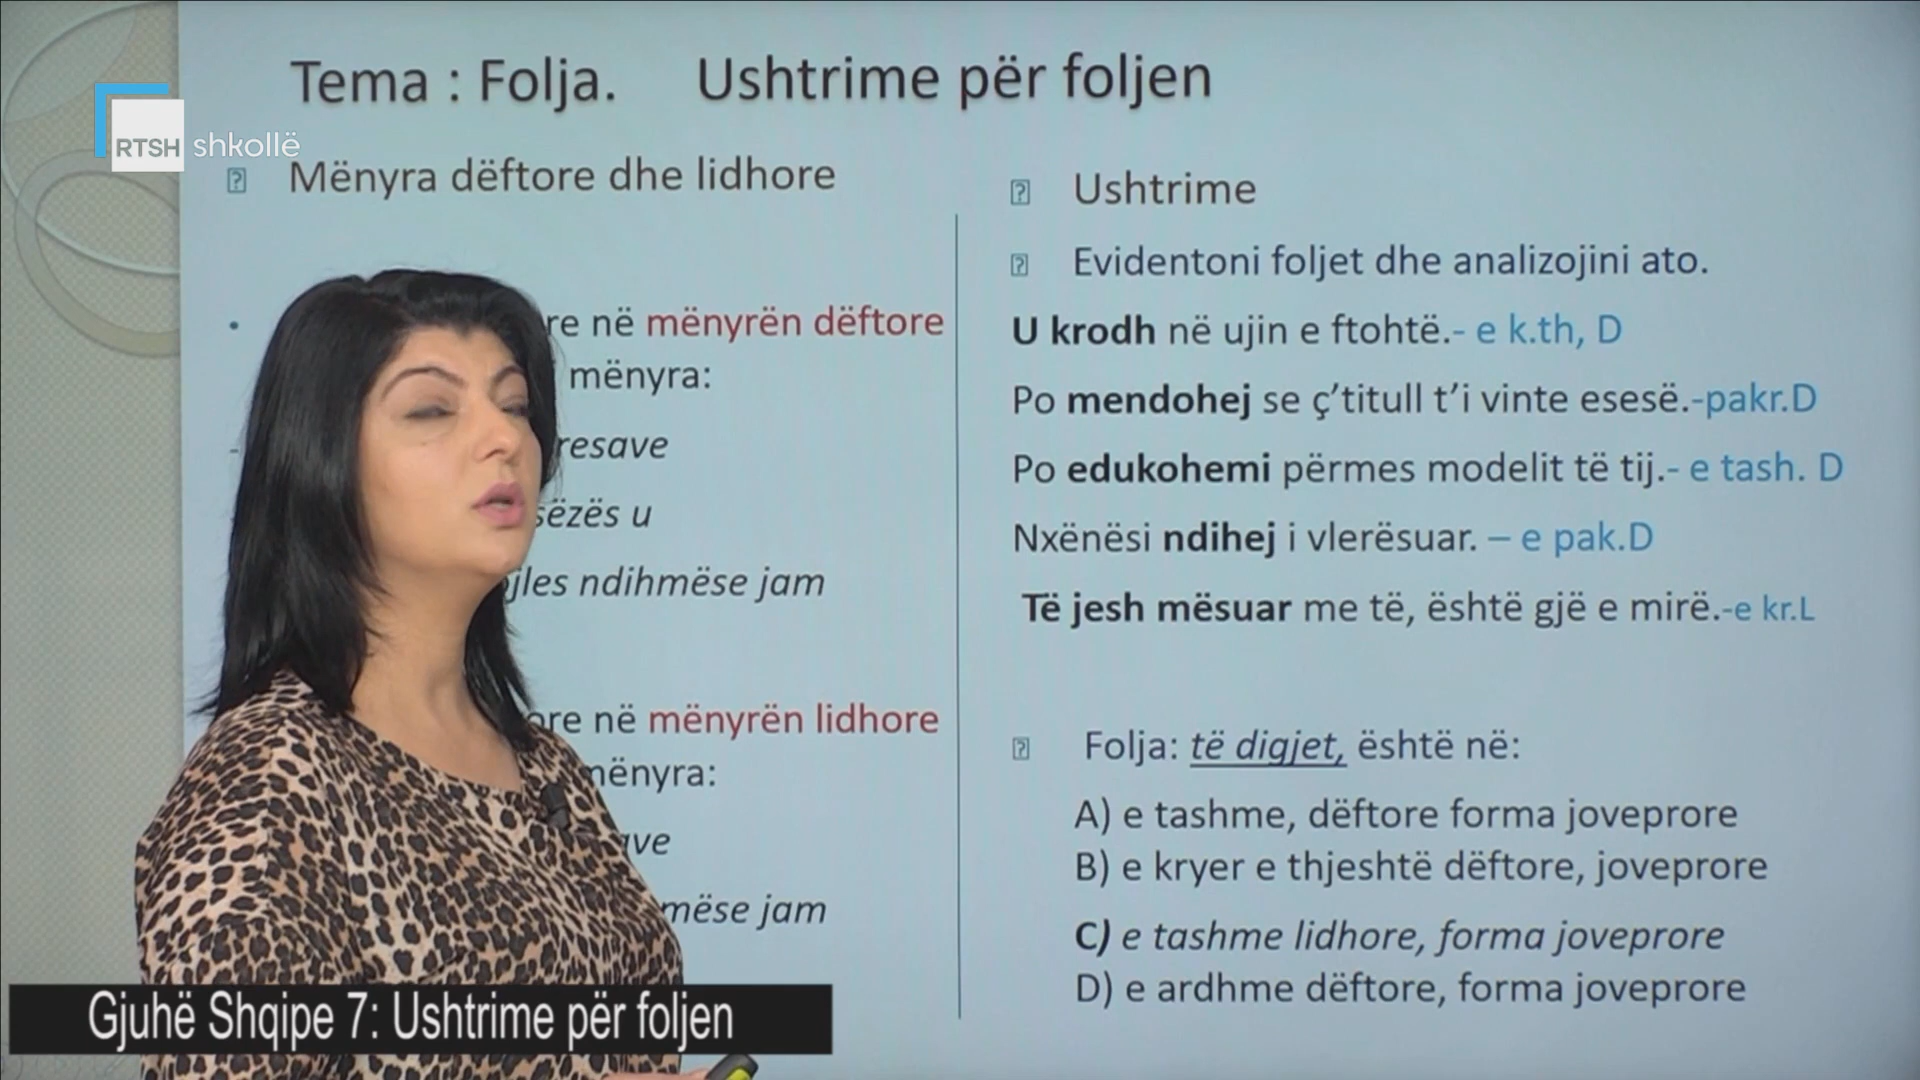 Tema : Folja. Ushtrime për foljen
RTSH shkollë
Mënyra dëftore dhe lidhore
re në mënyrën dëftore
mënyra:
resave
sëzës u
jles ndihmëse jam
ore në mënyrën lidhore
mënyra:
ave
mëse jam
Ushtrime
Evidentoni foljet dhe analizojini ato.
U krodh në ujin e ftohtë.- e k.th, D
Po mendohej se ç’titull t’i vinte esesë.-pakr.D
Po edukohemi përmes modelit të tij.- e tash. D
Nxënësi ndihej i vlerësuar. – e pak.D
Të jesh mësuar me të, është gjë e mirë.-e kr.L
Folja: të digjet, është në:
A) e tashme, dëftore forma joveprore
B) e kryer e thjeshtë dëftore, joveprore
C) e tashme lidhore, forma joveprore
D) e ardhme dëftore, forma joveprore
Gjuhë Shqipe 7: Ushtrime për foljen